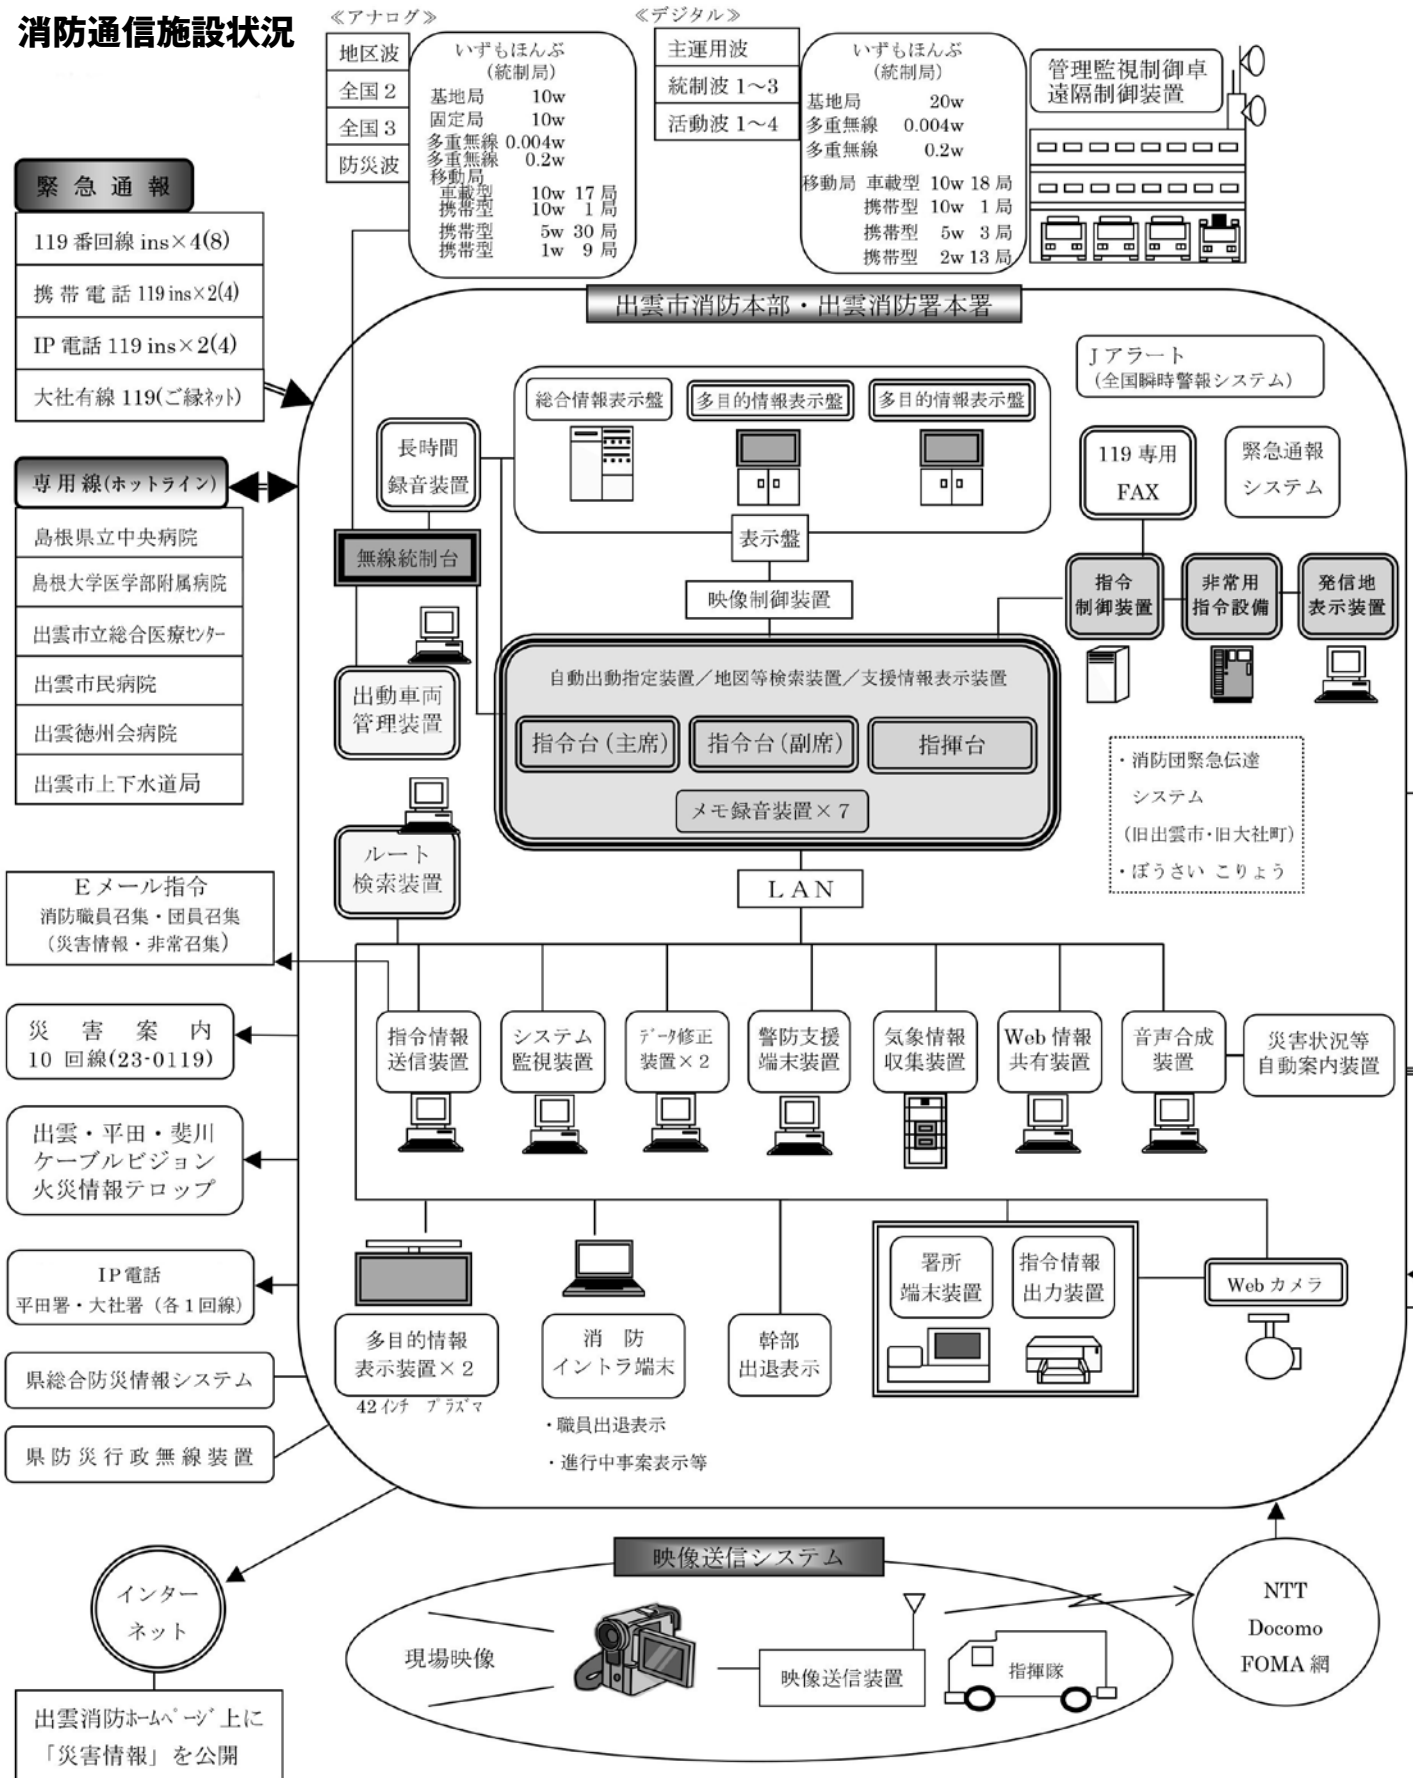 消防通信施設状況
≪アナログ≫
地区波
全国2
全国3
防災波
いずもほんぶ
(統制局)
基地局 10w
固定局 10w
多重無線 0.004w
多重無線 0.2w
移動局
車載型 10w 17局
携帯型 10w 1局
携帯型 5w 30局
携帯型 1w 9局
≪デジタル≫
主運用波
統制波1～3
活動波1～4
いずもほんぶ
(統制局)
基地局 20w
多重無線 0.004w
多重無線 0.2w
移動局 車載型 10w 18局
携帯型 10w 1局
携帯型 5w 3局
携帯型 2w 13局
管理監視制御卓
遠隔制御装置
緊急通報
119番回線 ins×4(8)
携帯電話119 ins×2(4)
IP電話119 ins×2(4)
大社有線119(ご縁ネット)
専用線(ホットライン)
島根県立中央病院
島根大学医学部附属病院
出雲市立総合医療センター
出雲市民病院
出雲徳州会病院
出雲市上下水道局
出雲市消防本部・出雲消防署本署
Jアラート
(全国瞬時警報システム)
総合情報表示盤
多目的情報表示盤
多目的情報表示盤
長時間
録音装置
119専用
FAX
緊急通報
システム
表示盤
無線統制台
映像制御装置
指令
制御装置
非常用
指令設備
発信地
表示装置
出動車両
管理装置
自動出動指定装置／地図等検索装置／支援情報表示装置
指令台(主席)
指令台(副席)
指揮台
メモ録音装置×7
・消防団緊急伝達
システム
(旧出雲市・旧大社町)
・ぼうさい こりょう
ルート
検索装置
LAN
Eメール指令
消防職員召集・団員召集
(災害情報・非常召集)
災害案内
10 回線(23-0119)
出雲・平田・斐川
ケーブルビジョン
火災情報テロップ
IP電話
平田署・大社署（各1回線）
県総合防災情報システム
県防災行政無線装置
指令情報
送信装置
システム
監視装置
データ修正
装置×2
警防支援
端末装置
気象情報
収集装置
Web情報
共有装置
音声合成
装置
災害状況等
自動案内装置
多目的情報
表示装置×2
42インチ プラズマ
消防
イントラ端末
・職員出退表示
・進行中事案表示等
幹部
出退表示
署所
端末装置
指令情報
出力装置
Webカメラ
インター
ネット
出雲消防ホームページ上に
「災害情報」を公開
映像送信システム
現場映像
映像送信装置
指揮隊
NTT
Docomo
FOMA網